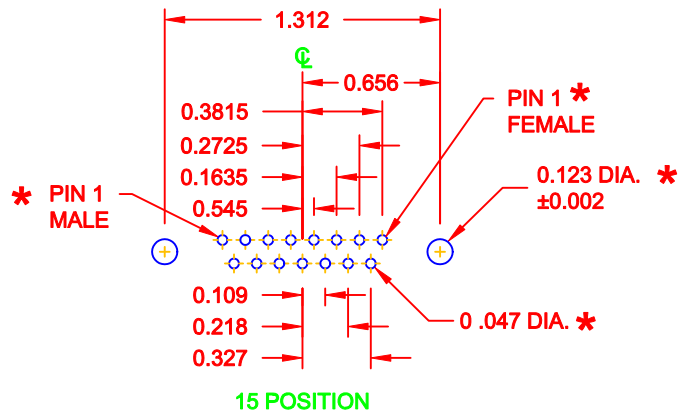 1.312
℄
0.656
0.3815
PIN 1 *
FEMALE
0.2725
0.1635
0.123 DIA. *
±0.002
* PIN 1
MALE
0.545
0.109
0 .047 DIA. *
0.218
0.327
15 POSITION